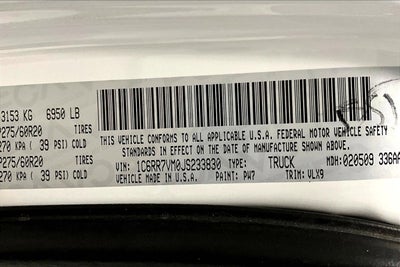 3153 KG 6950 LB
P275/60R20 TIRES
270 KPA ( 39 PSI) COLD
P275/60R20 TIRES
270 KPA ( 39 PSI) COLD
THIS VEHICLE CONFORMS TO ALL APPLICABLE U.S.A. FEDERAL MOTOR VEHICLE SAFETY
STANDARDS IN EFFECT ON THE DATE OF MANUFACTURE SHOWN ABOVE.
VIN: 1C6RR7VM0JS233830 TYPE: TRUCK MDH: 020509 336AA
VEHICLE MADE IN U.S.A. PAINT: PW7 TRIM: VLX9